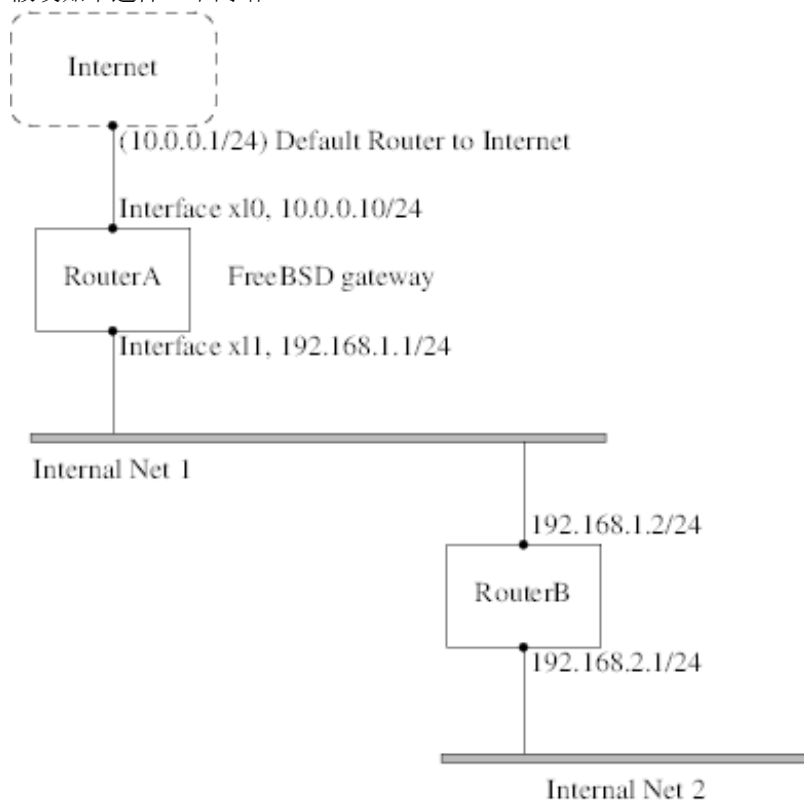 Internet
(10.0.0.1/24) Default Router to Internet
Interface xl0, 10.0.0.10/24
RouterA
FreeBSD gateway
Interface xl1, 192.168.1.1/24
Internal Net 1
192.168.1.2/24
RouterB
192.168.2.1/24
Internal Net 2